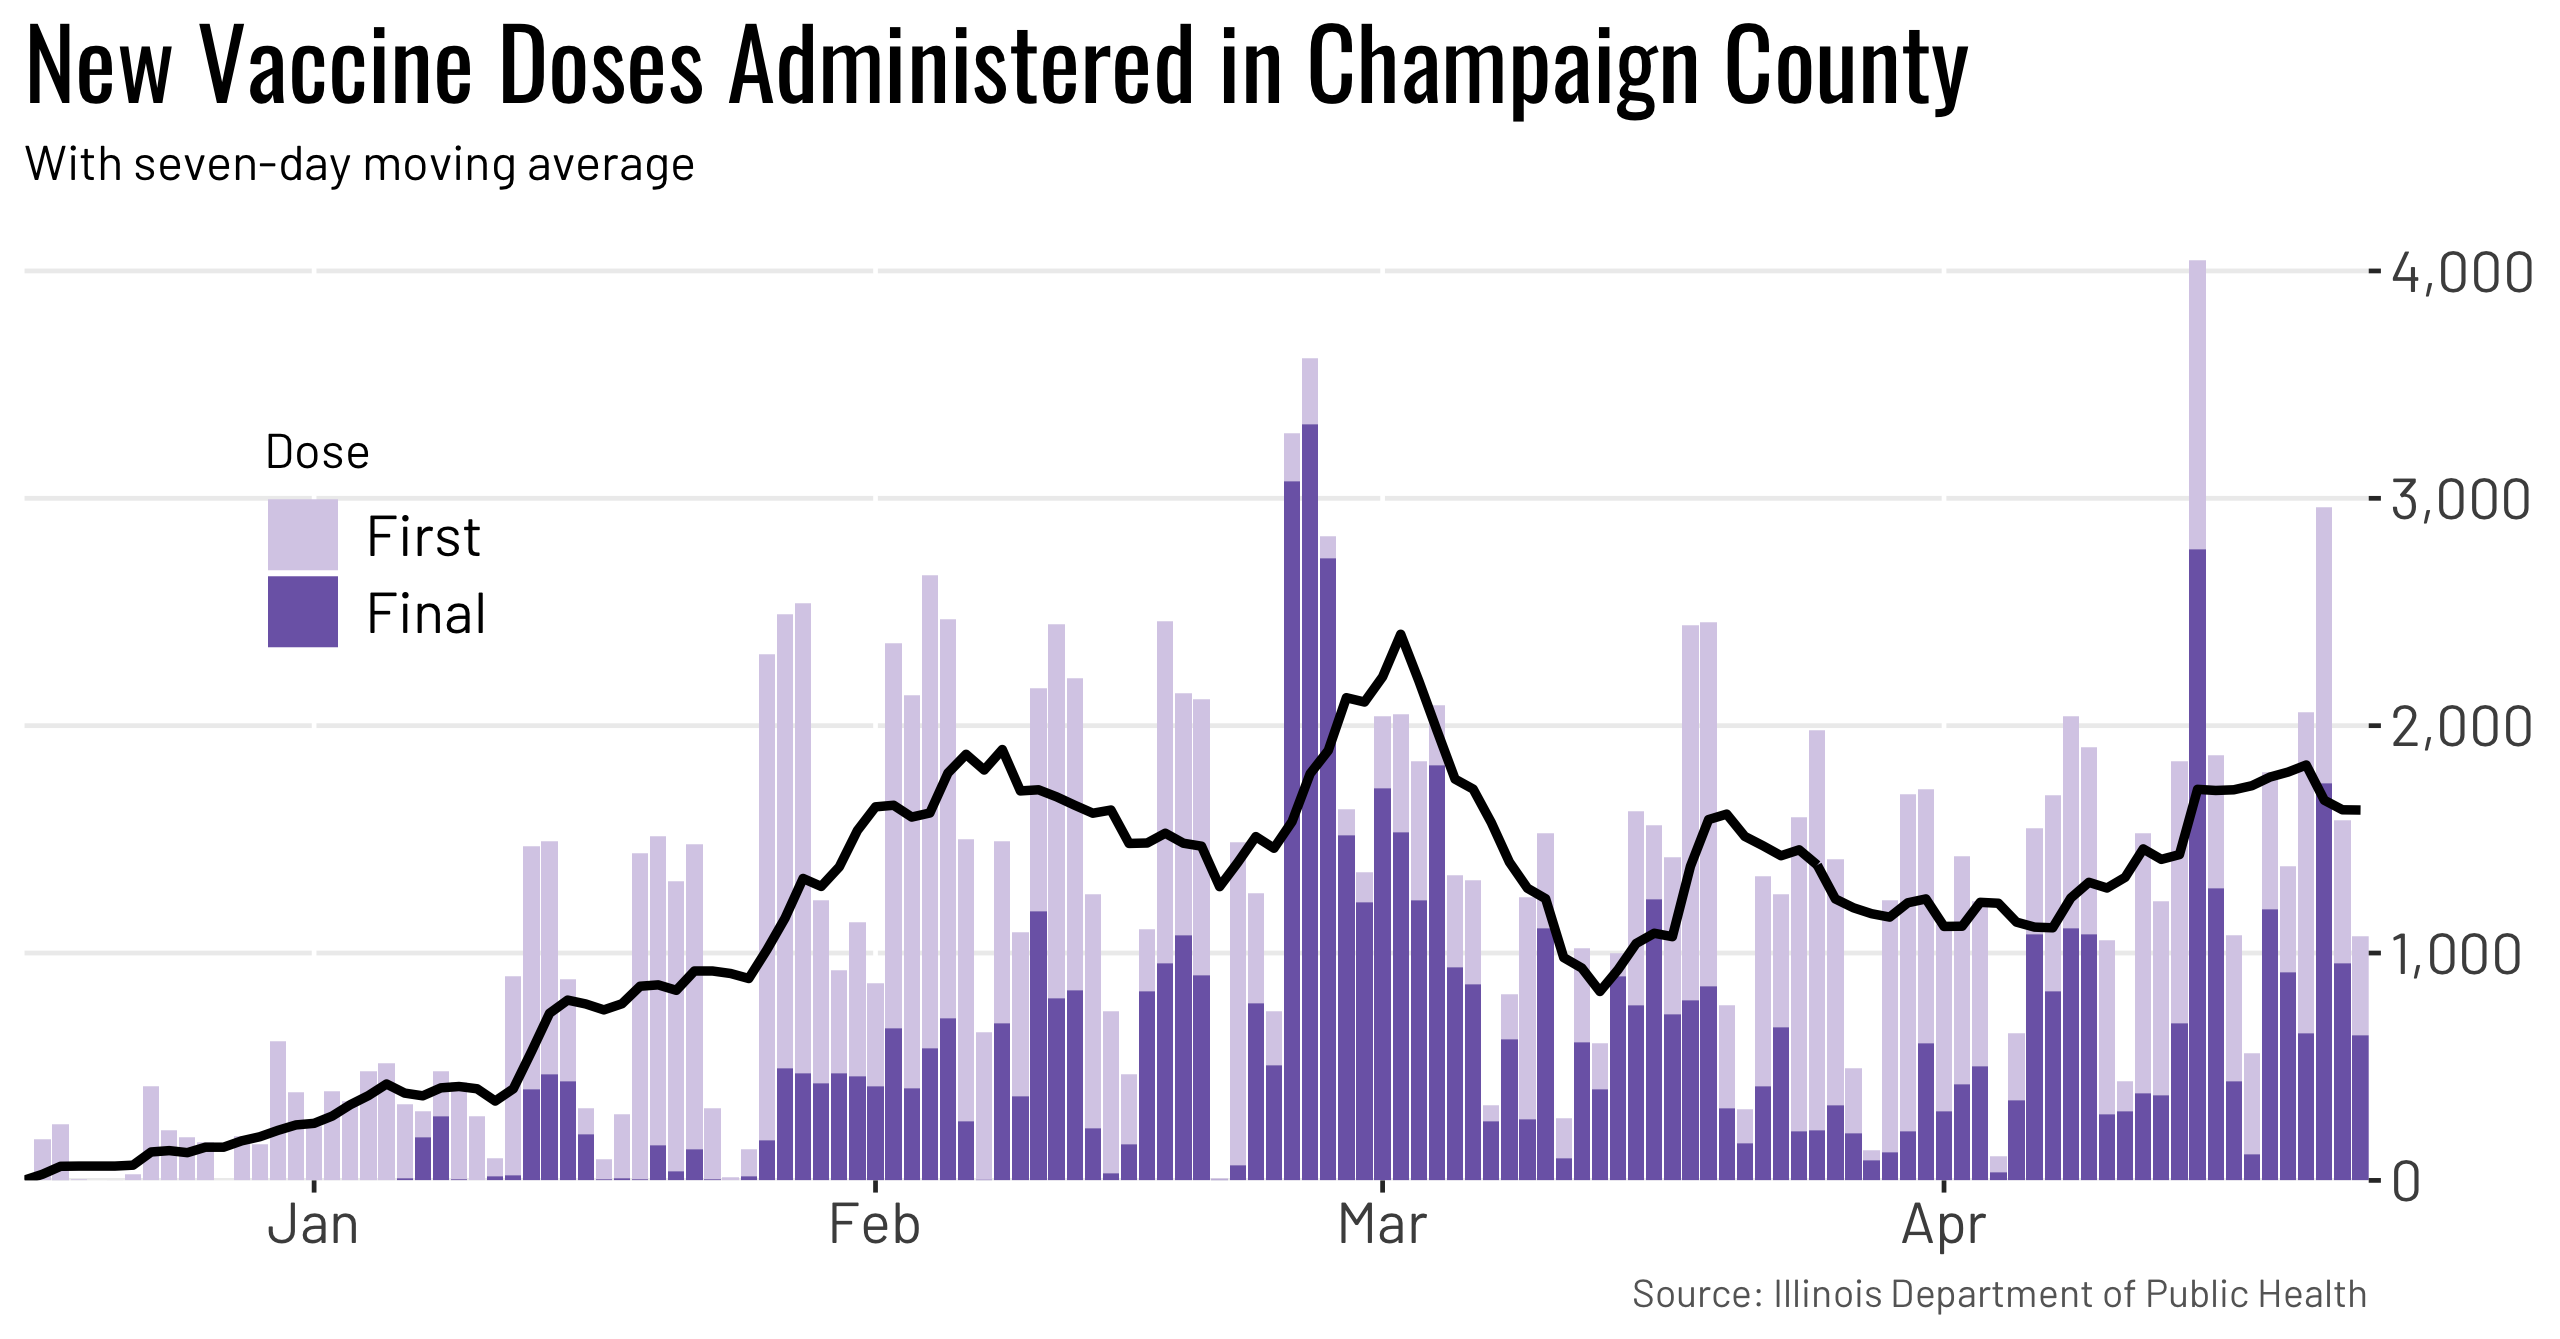 New Vaccine Doses Administered in Champaign County
With seven-day moving average
4,000
Dose
3,000
First
Final
2,000
1,000
0
Jan Feb Mar Apr
Source: Illinois Department of Public Health